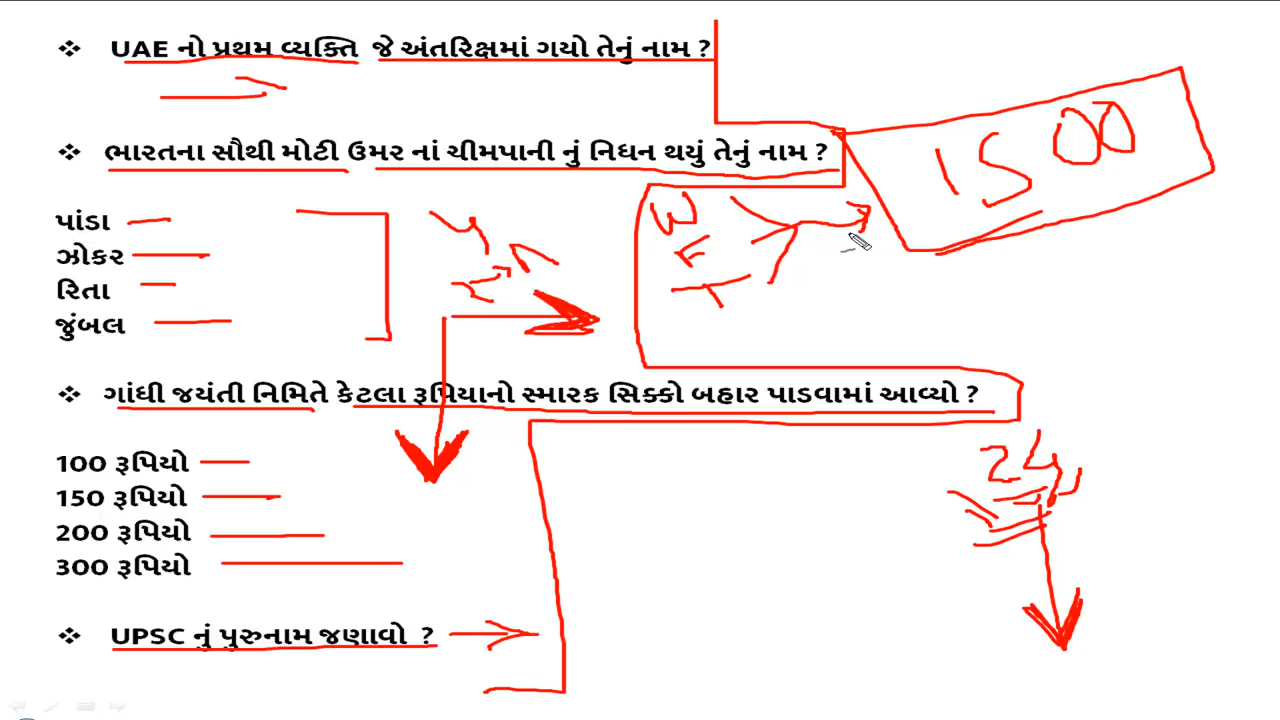 ❖ UAE નો પ્રથમ વ્યક્તિ જે અંતરિક્ષમાં ગયો તેનું નામ ?
❖ ભારતના સૌથી મોટી ઉમર નાં ચીમપાની નું નિધન થયું તેનું નામ ?
1500
પાંડા
ઝોકર
રિતા
જુંબલ
W
F
T
❖ ગાંધી જયંતી નિમિતે કેટલા રૂપિયાનો સ્મારક સિક્કો બહાર પાડવામાં આવ્યો ?
24
100 રૂપિયો
150 રૂપિયો
200 રૂપિયો
300 રૂપિયો
❖ UPSC નું પુરુનામ જણાવો ?